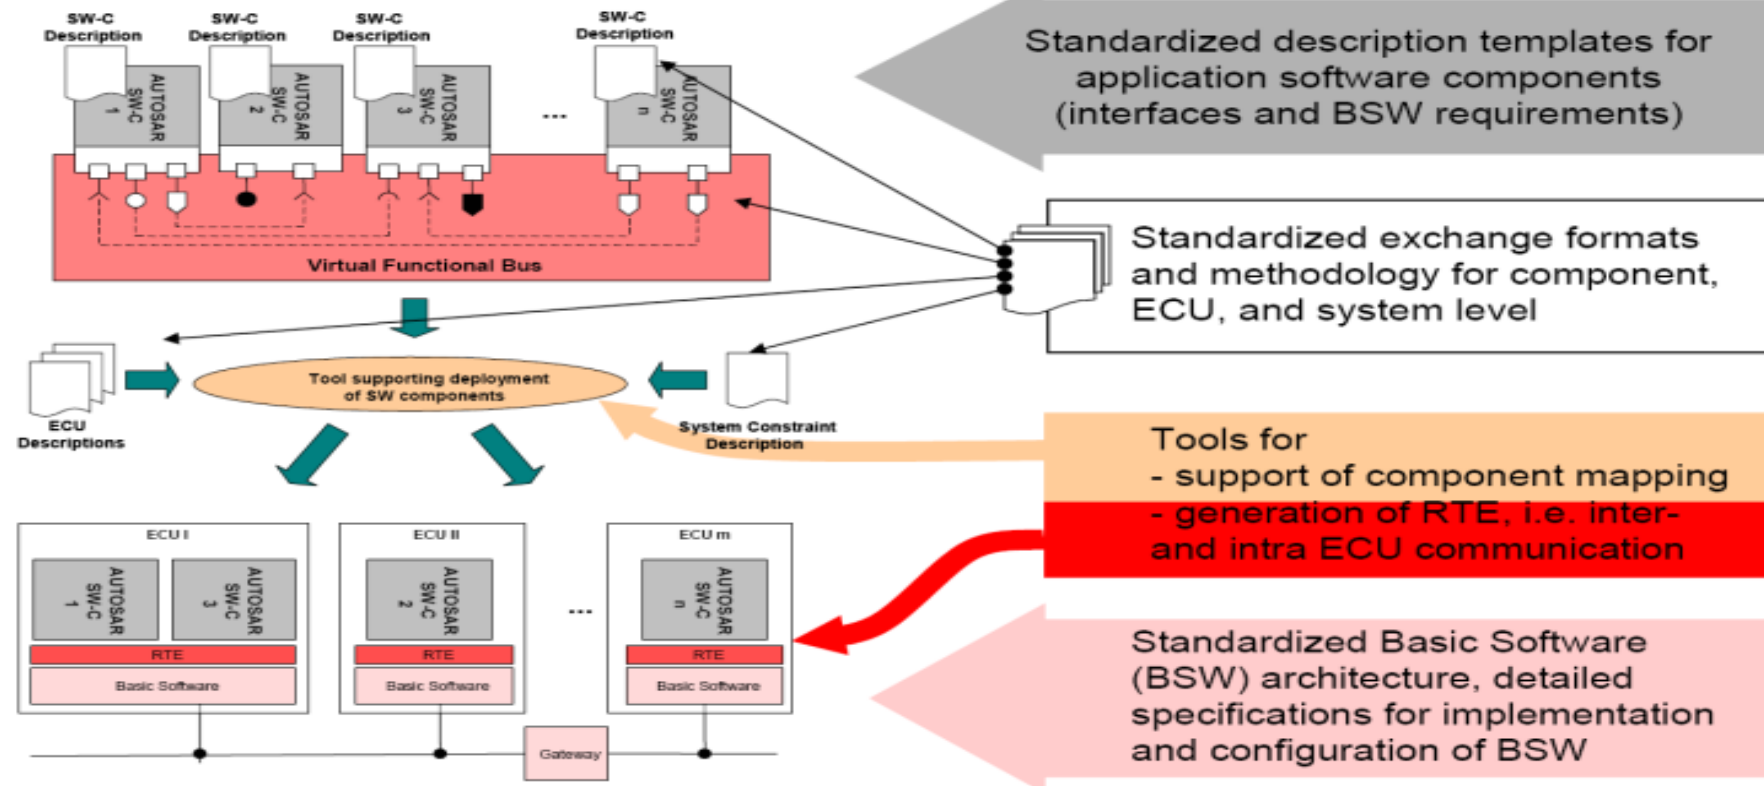 SW-C
Description
SW-C
Description
SW-C
Description
SW-C
Description
AUTOSAR
SW-C
1
AUTOSAR
SW-C
2
AUTOSAR
SW-C
3
...
AUTOSAR
SW-C
n
Virtual Functional Bus
ECU
Descriptions
Tool supporting deployment
of SW components
System Constraint
Description
ECU I
AUTOSAR
SW-C
1
AUTOSAR
SW-C
3
RTE
Basic Software
ECU II
AUTOSAR
SW-C
2
RTE
Basic Software
...
ECU m
AUTOSAR
SW-C
n
RTE
Basic Software
Gateway
Standardized description templates for
application software components
(interfaces and BSW requirements)
Standardized exchange formats
and methodology for component,
ECU, and system level
Tools for
- support of component mapping
- generation of RTE, i.e. inter-
and intra ECU communication
Standardized Basic Software
(BSW) architecture, detailed
specifications for implementation
and configuration of BSW